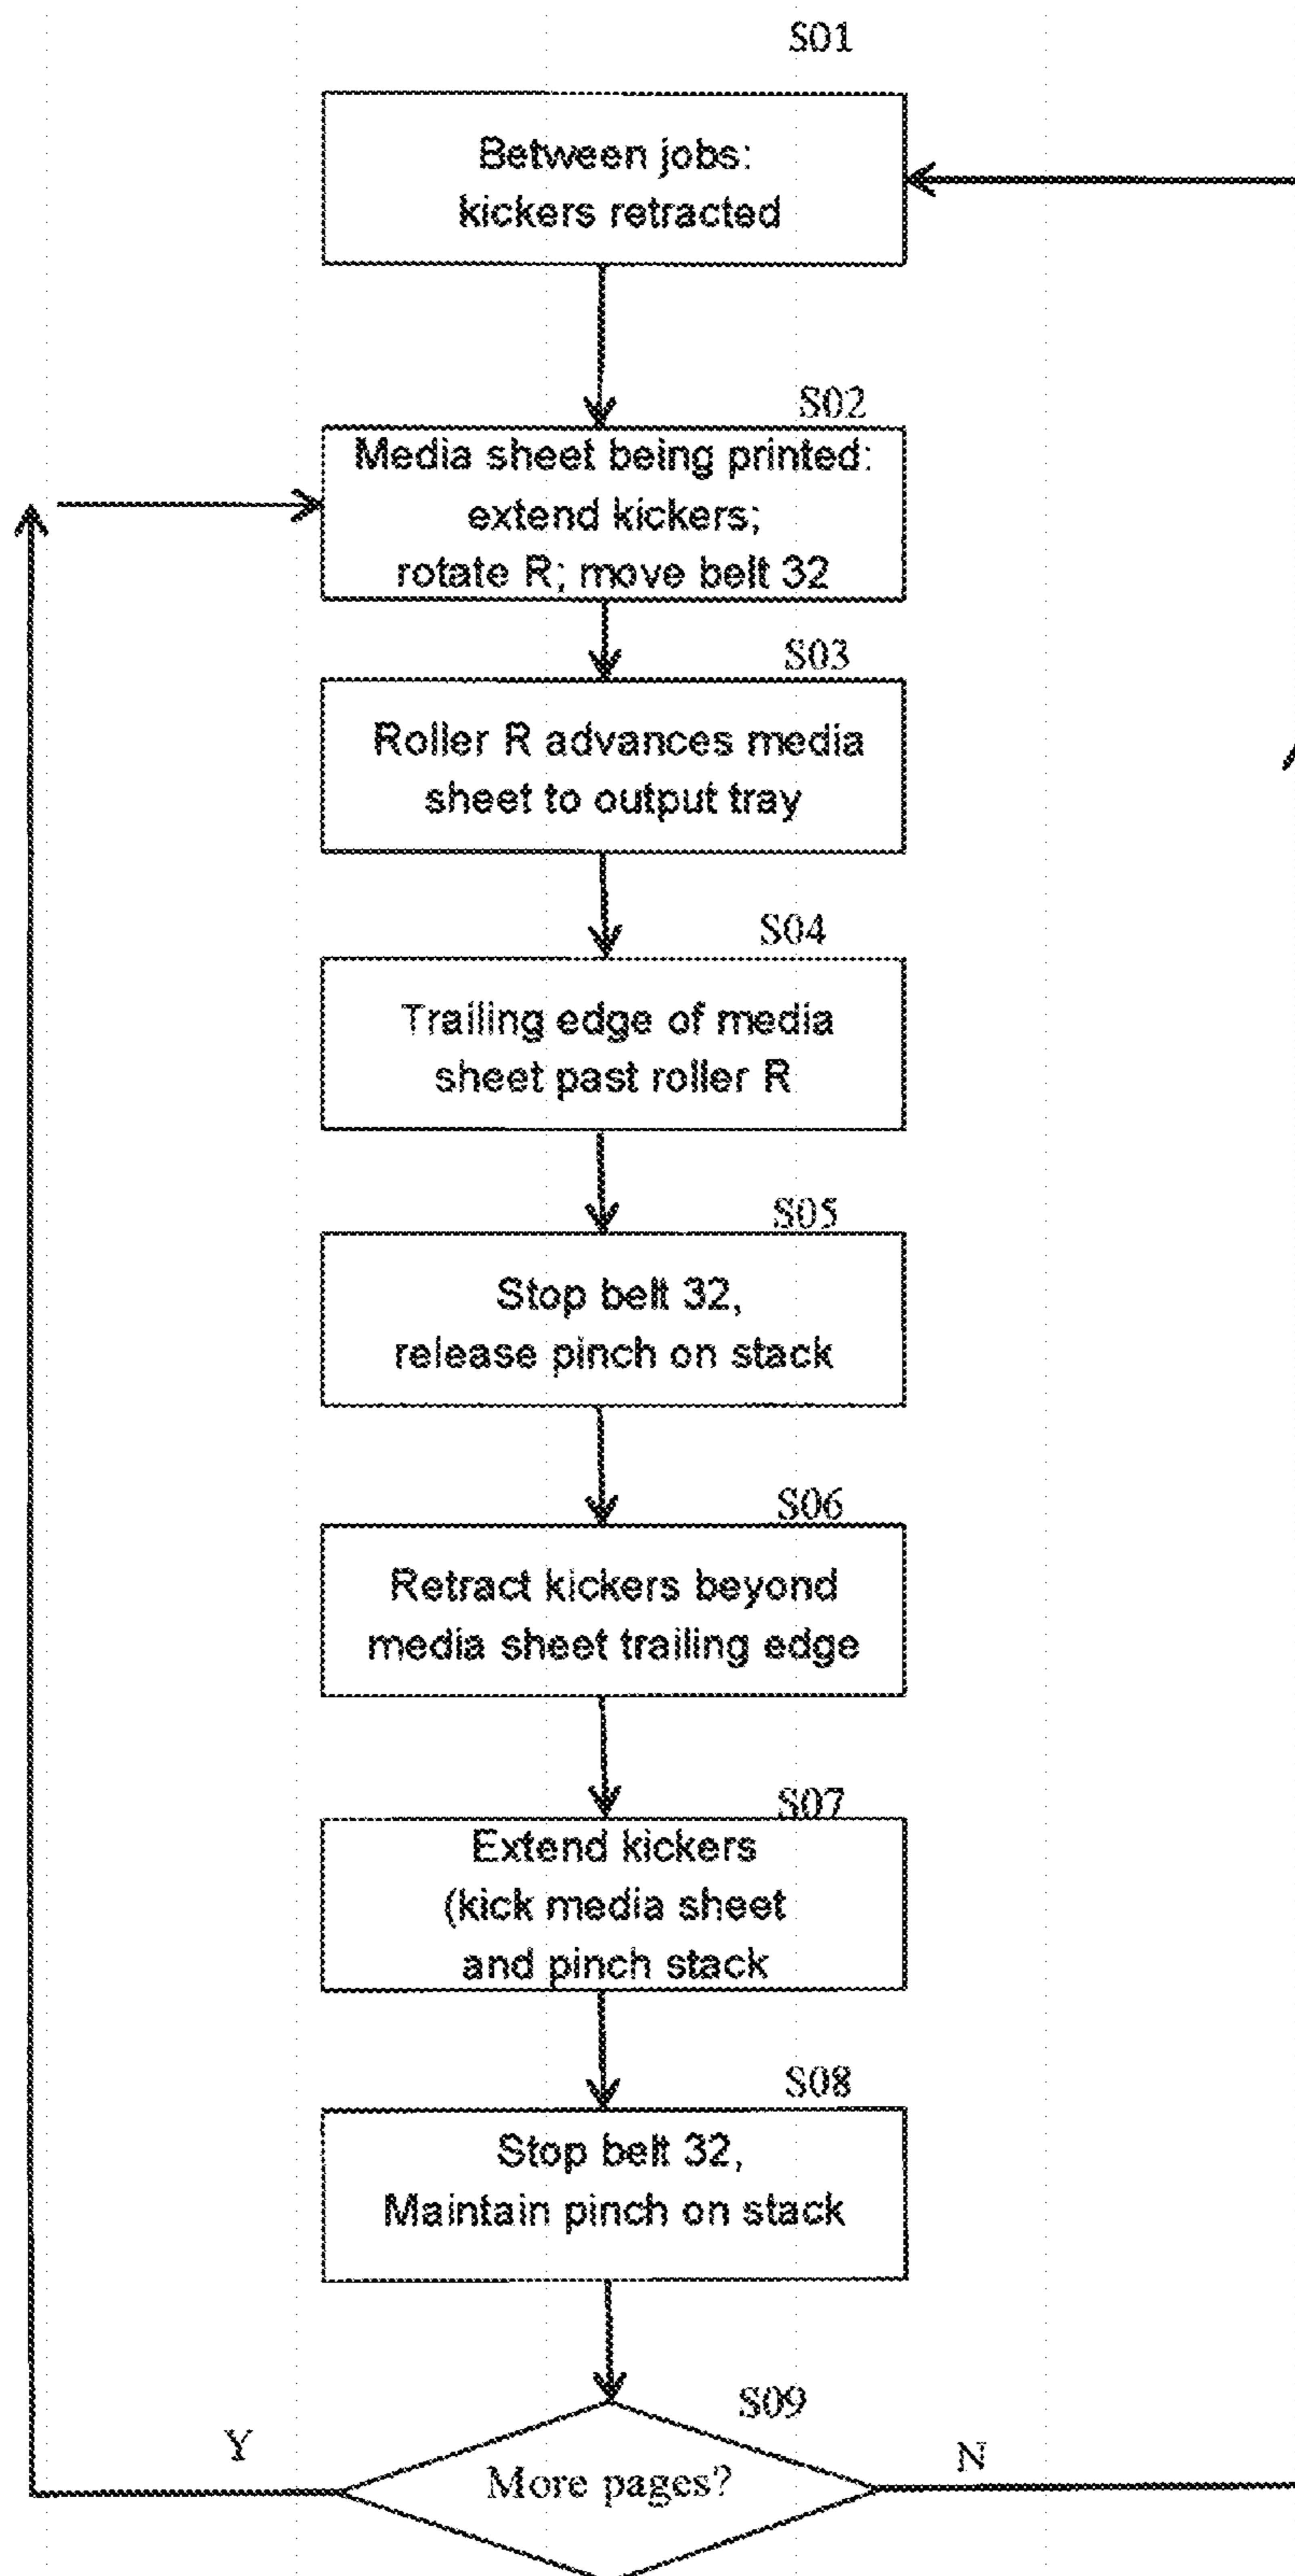 S01
Between jobs:
kickers retracted
S02
Media sheet being printed:
extend kickers;
rotate R; move belt 32
S03
Roller R advances media
sheet to output tray
S04
Trailing edge of media
sheet past roller R
S05
Stop belt 32,
release pinch on stack
S06
Retract kickers beyond
media sheet trailing edge
S07
Extend kickers
(kick media sheet
and pinch stack
S08
Stop belt 32,
Maintain pinch on stack
S09
Y
More pages?
N